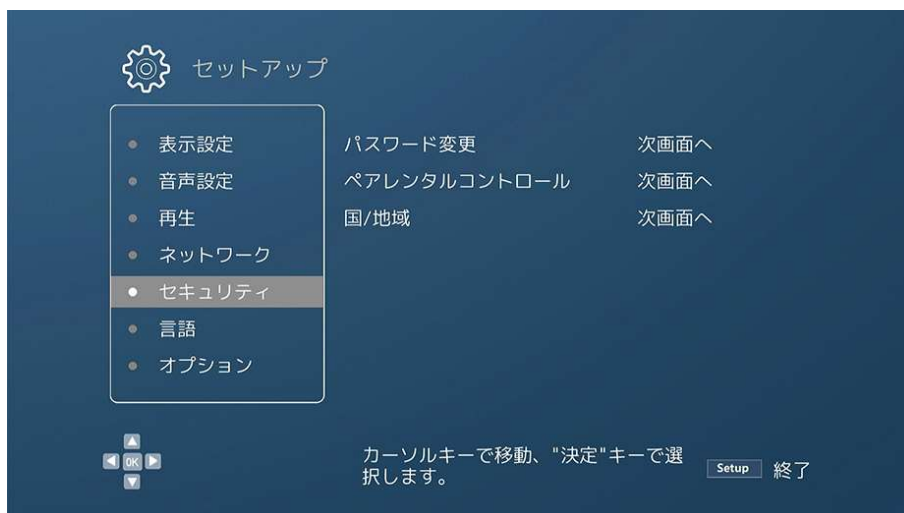 セットアップ
表示設定
音声設定
再生
ネットワーク
セキュリティ
言語
オプション
パスワード変更 次画面へ
ペアレンタルコントロール 次画面へ
国/地域 次画面へ
OK
カーソルキーで移動、"決定"キーで選
択します。
Setup 終了